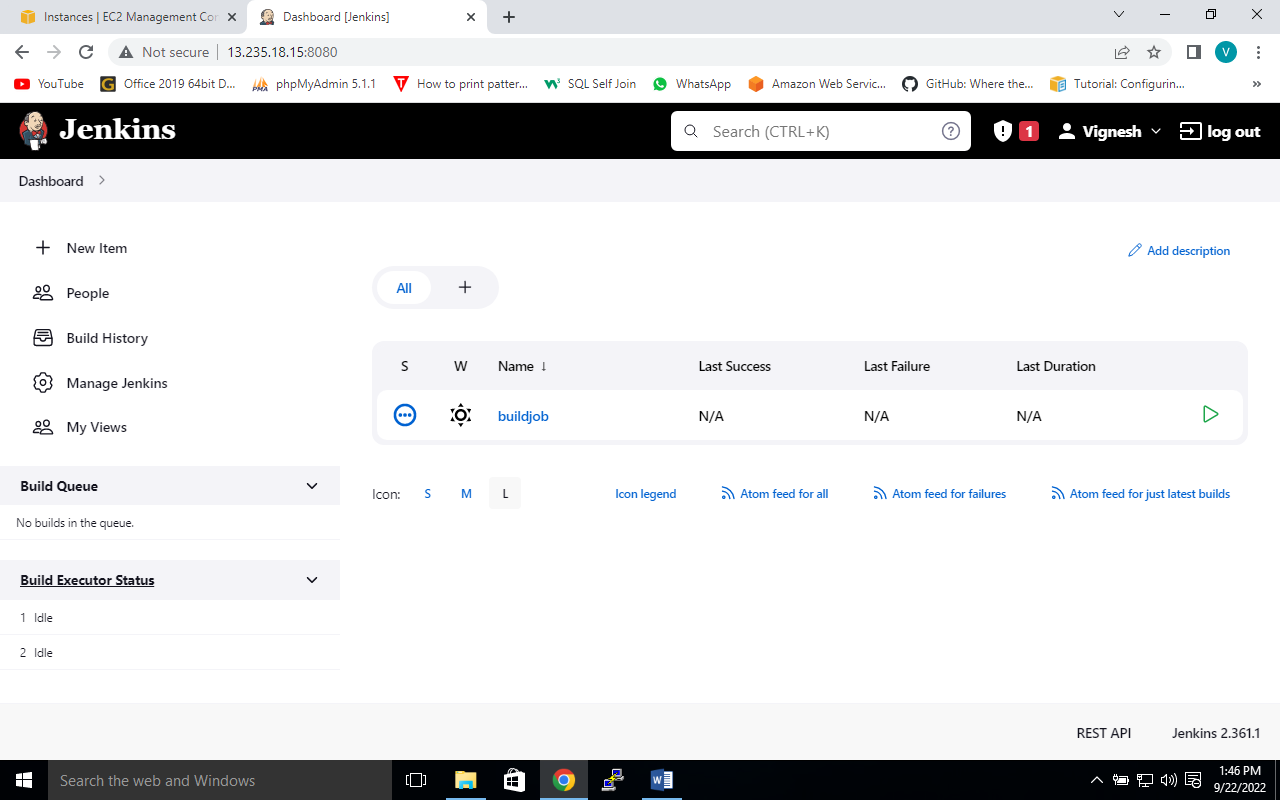 Instances | EC2 Management Con
Dashboard [Jenkins]
Not secure
13.235.18.15:8080
V
YouTube
Office 2019 64bit D...
phpMyAdmin 5.1.1
How to print patter...
SQL Self Join
WhatsApp
Amazon Web Servic...
GitHub: Where the...
Tutorial: Configurin...
»
Jenkins
Search (CTRL+K)
1
Vignesh
log out
Dashboard
New Item
People
Build History
Manage Jenkins
My Views
Build Queue
No builds in the queue.
Build Executor Status
1 Idle
2 Idle
Add description
All
S W Name ↓ Last Success Last Failure Last Duration
buildjob N/A N/A N/A
Icon: S M L
Icon legend
Atom feed for all
Atom feed for failures
Atom feed for just latest builds
REST API
Jenkins 2.361.1
Search the web and Windows
1:46 PM
9/22/2022